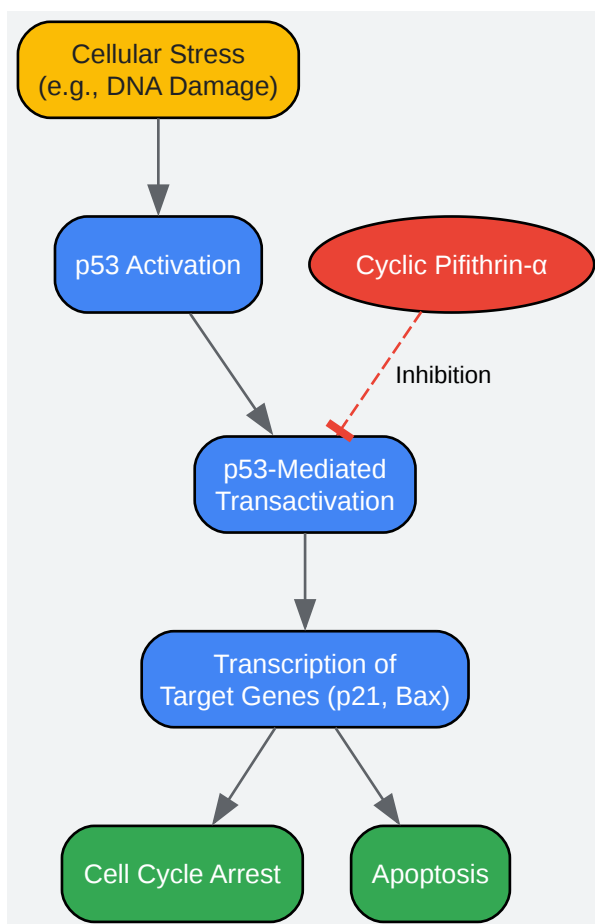 Cellular Stress
(e.g., DNA Damage)
p53 Activation
Cyclic Pifithrin-α
Inhibition
p53-Mediated
Transactivation
Transcription of
Target Genes (p21, Bax)
Cell Cycle Arrest
Apoptosis